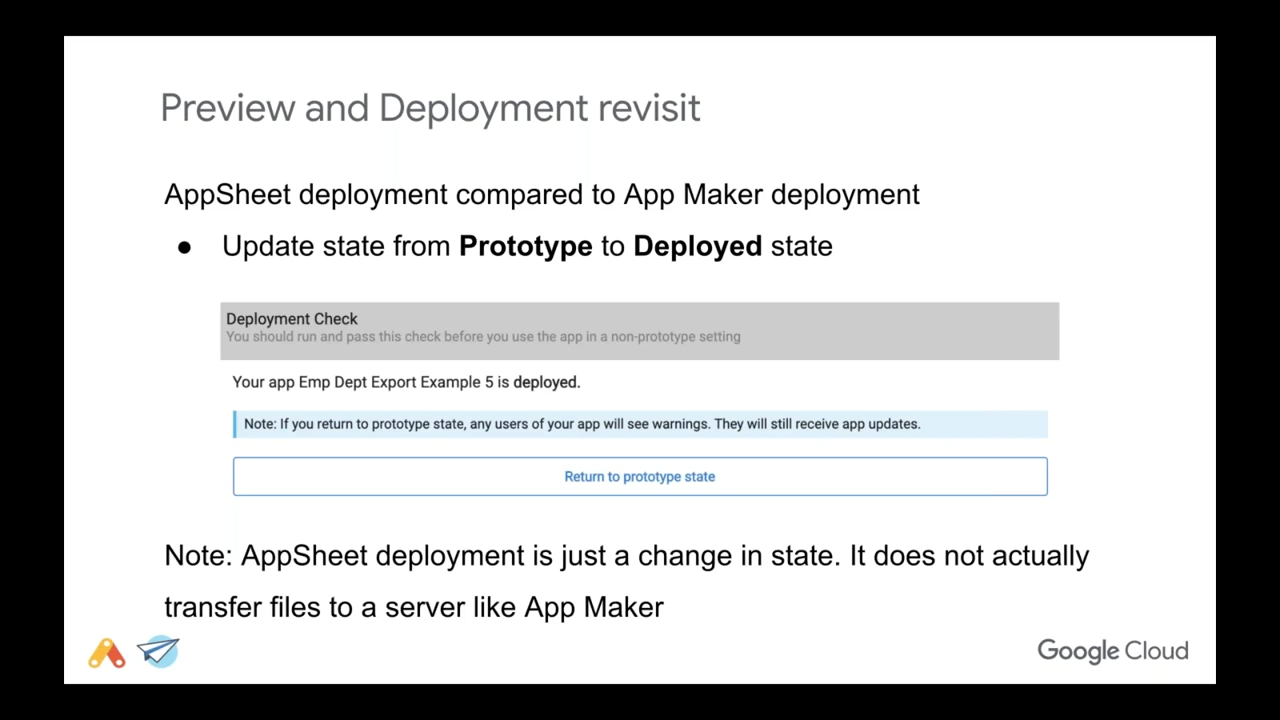 Preview and Deployment revisit
AppSheet deployment compared to App Maker deployment
● Update state from Prototype to Deployed state
Deployment Check
You should run and pass this check before you use the app in a non-prototype setting
Your app Emp Dept Export Example 5 is deployed.
Note: If you return to prototype state, any users of your app will see warnings. They will still receive app updates.
Return to prototype state
Note: AppSheet deployment is just a change in state. It does not actually
transfer files to a server like App Maker
Google Cloud